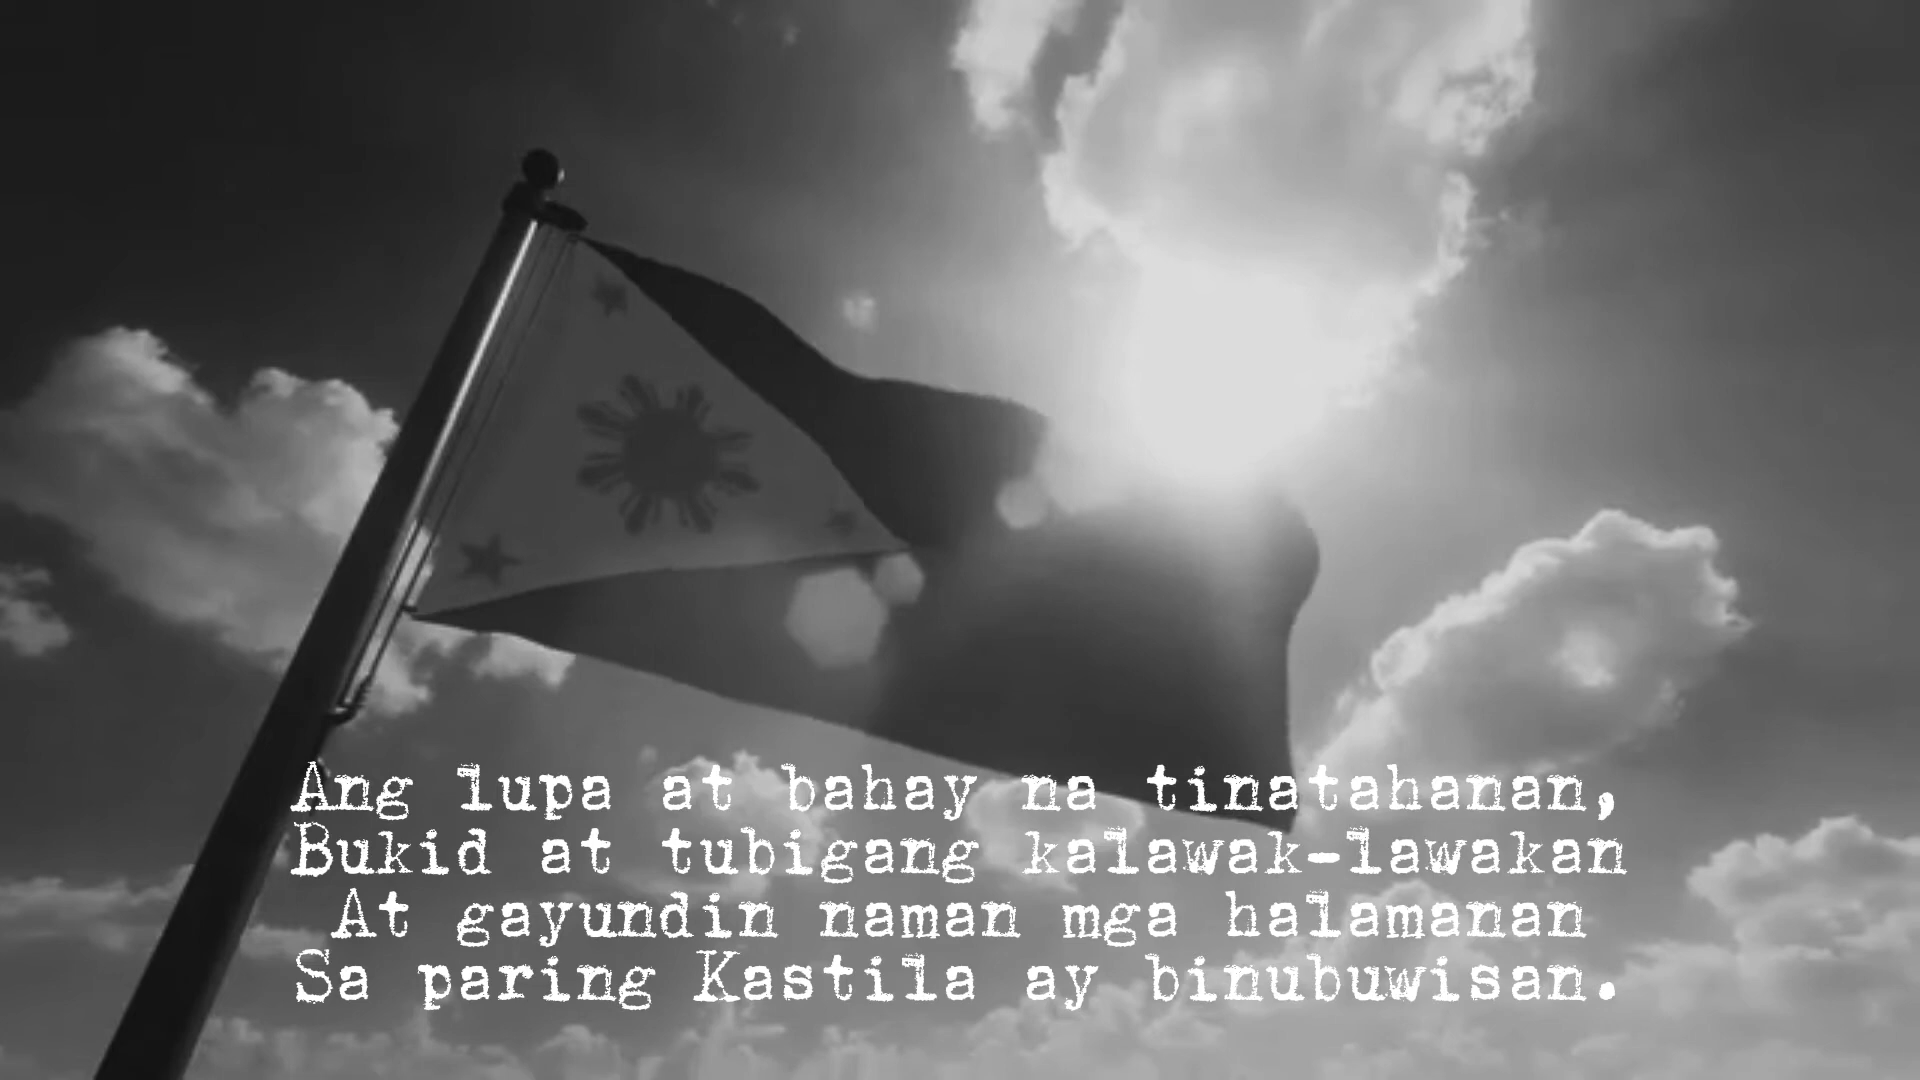 Ang lupa at bahay na tinatahanan,
Bukid at tubigang kalawak-lawakan
At gayundin naman mga halamanan
Sa paring Kastila ay binubuwisan.